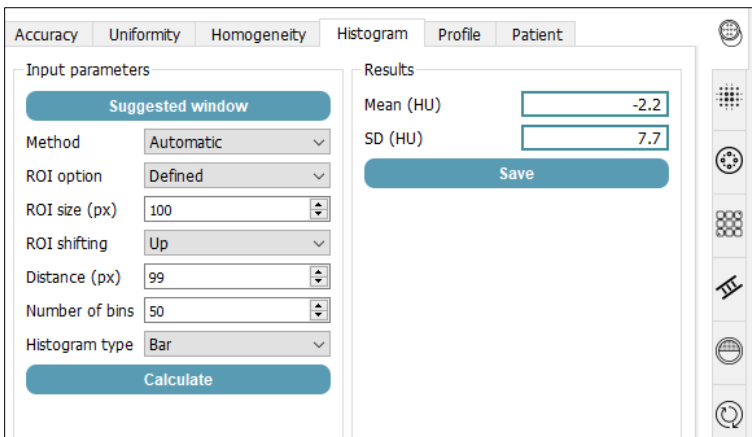 Accuracy Uniformity Homogeneity Histogram Profile Patient
Input parameters
Suggested window
Method Automatic
ROI option Defined
ROI size (px) 100
ROI shifting Up
Distance (px) 99
Number of bins 50
Histogram type Bar
Calculate
Results
Mean (HU) -2.2
SD (HU) 7.7
Save